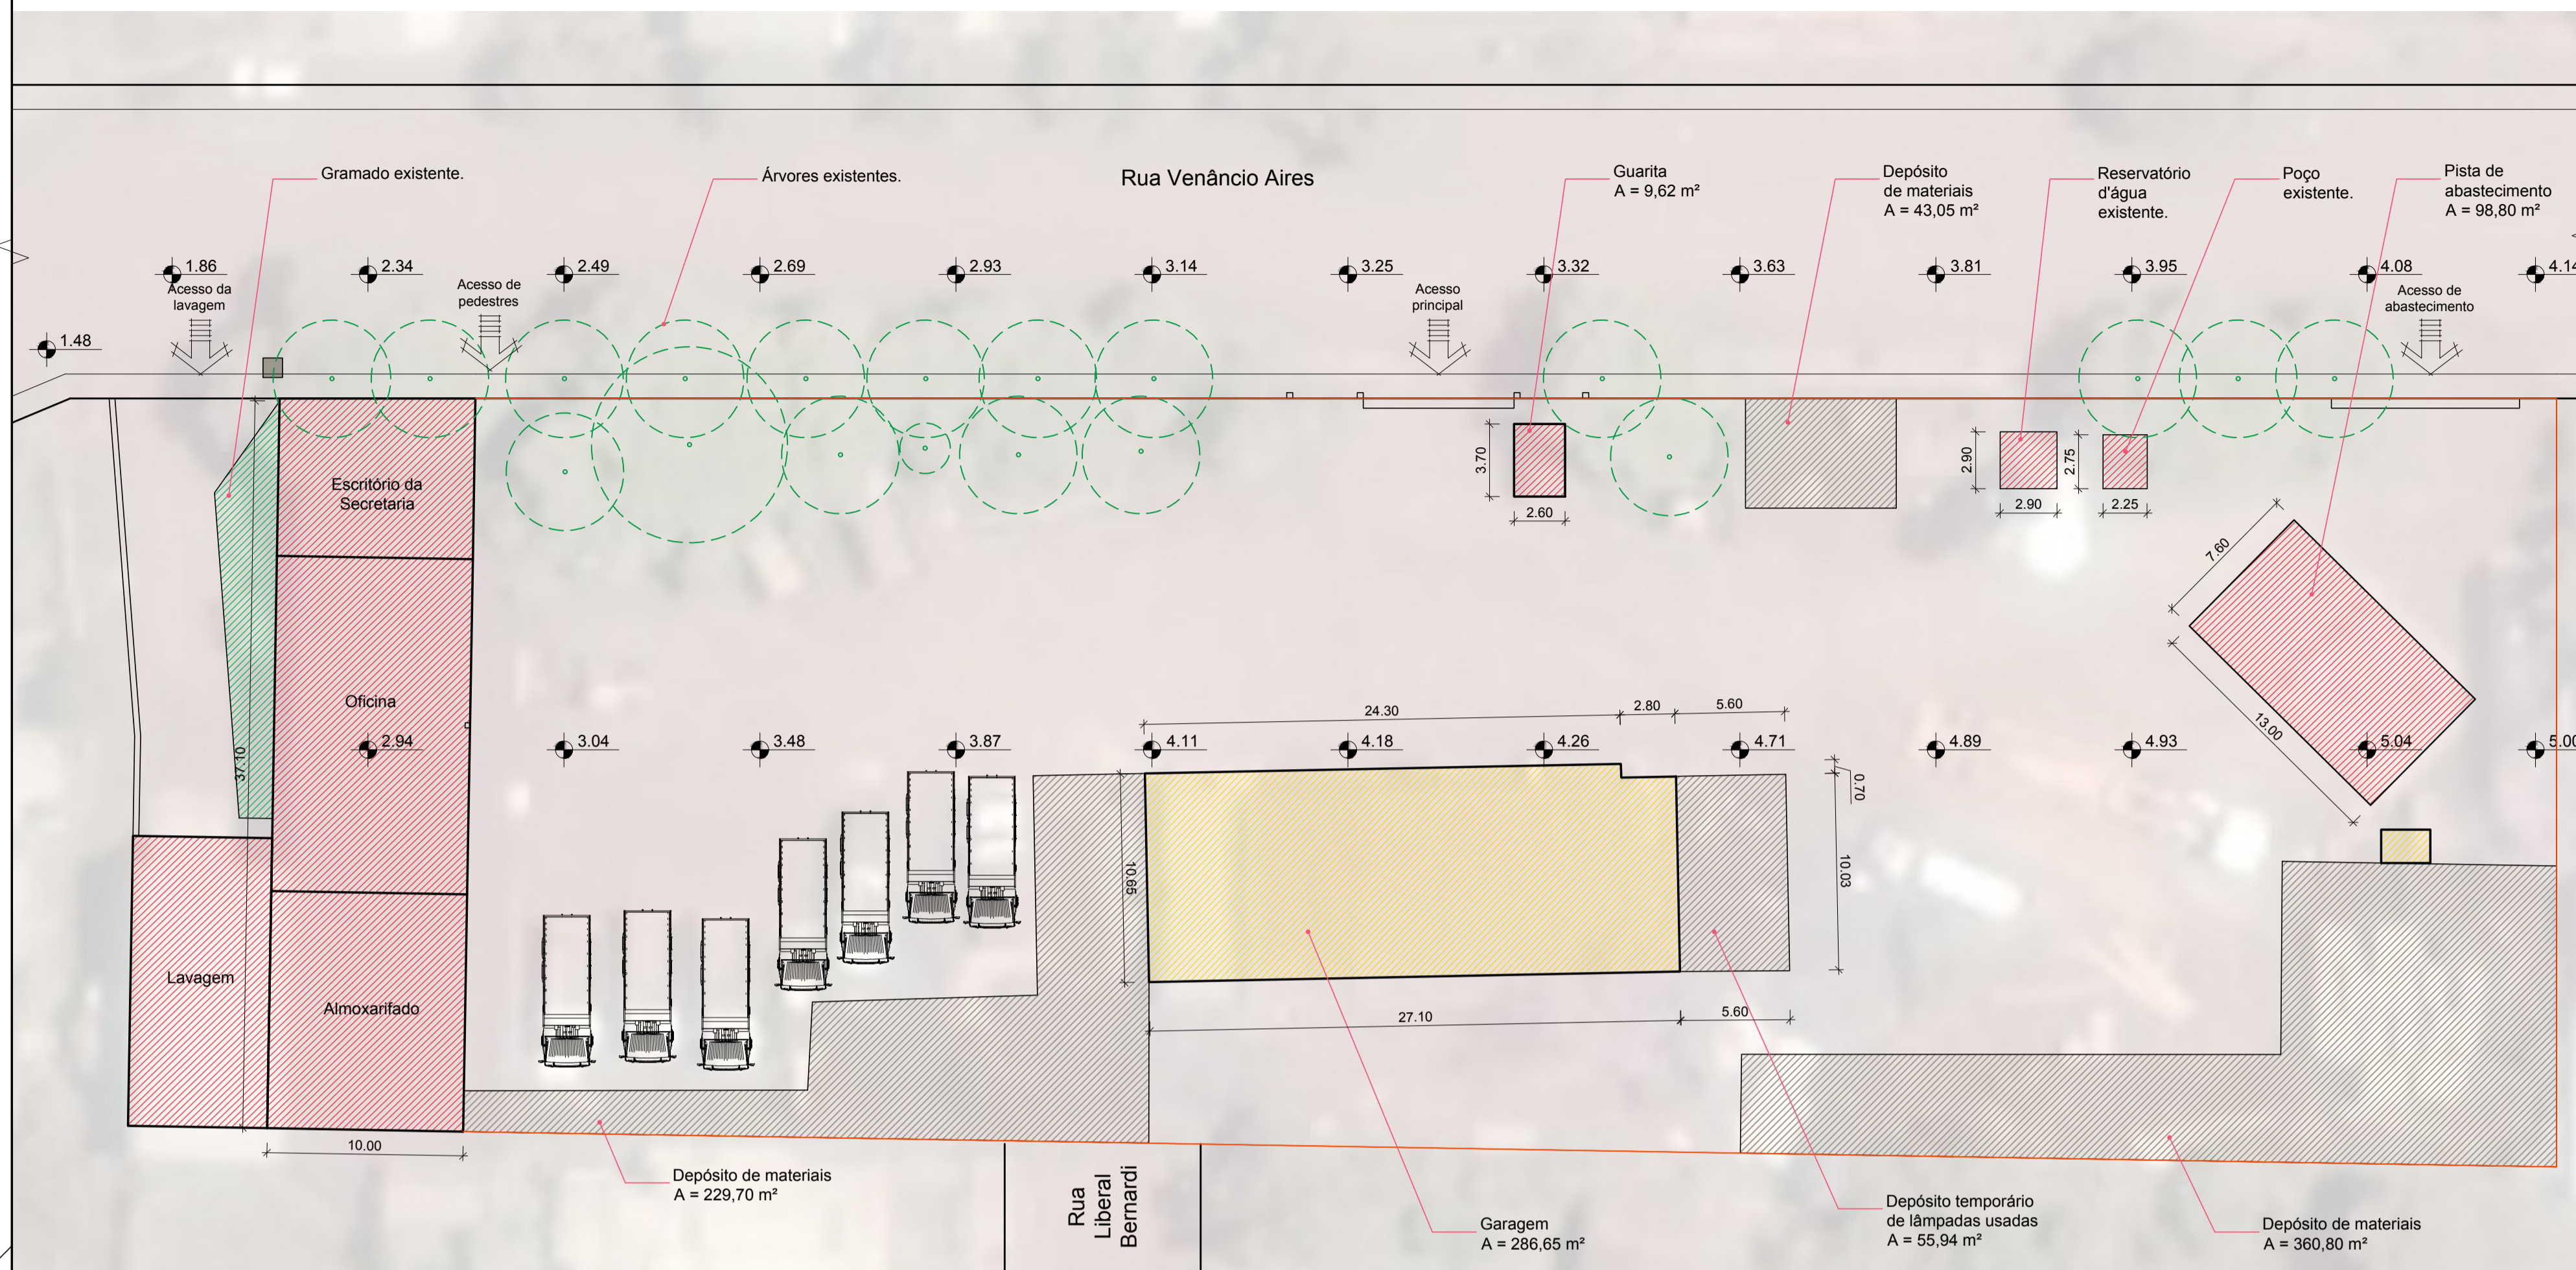 Gramado existente.
Árvores existentes.
Rua Venâncio Aires
Guarita
A = 9,62 m²
Depósito
de materiais
A = 43,05 m²
Reservatório
d'água
existente.
Poço
existente.
Pista de
abastecimento
A = 98,80 m²
1.86
2.34
2.49
2.69
2.93
3.14
3.25
3.32
3.63
3.81
3.95
4.08
4.14
Acesso da
lavagem
Acesso de
pedestres
Acesso
principal
Acesso de
abastecimento
1.48
3.70
2.60
2.90
2.90
2.75
2.25
7.60
13.00
Escritório da
Secretaria
Oficina
37.10
24.30
2.80
5.60
2.94
3.04
3.48
3.87
4.11
4.18
4.26
4.71
4.89
4.93
5.04
5.00
0.70
10.65
10.03
Lavagem
Almoxarifado
27.10
5.60
10.00
Depósito de materiais
A = 229,70 m²
Rua
Liberal
Bernardi
Garagem
A = 286,65 m²
Depósito temporário
de lâmpadas usadas
A = 55,94 m²
Depósito de materiais
A = 360,80 m²